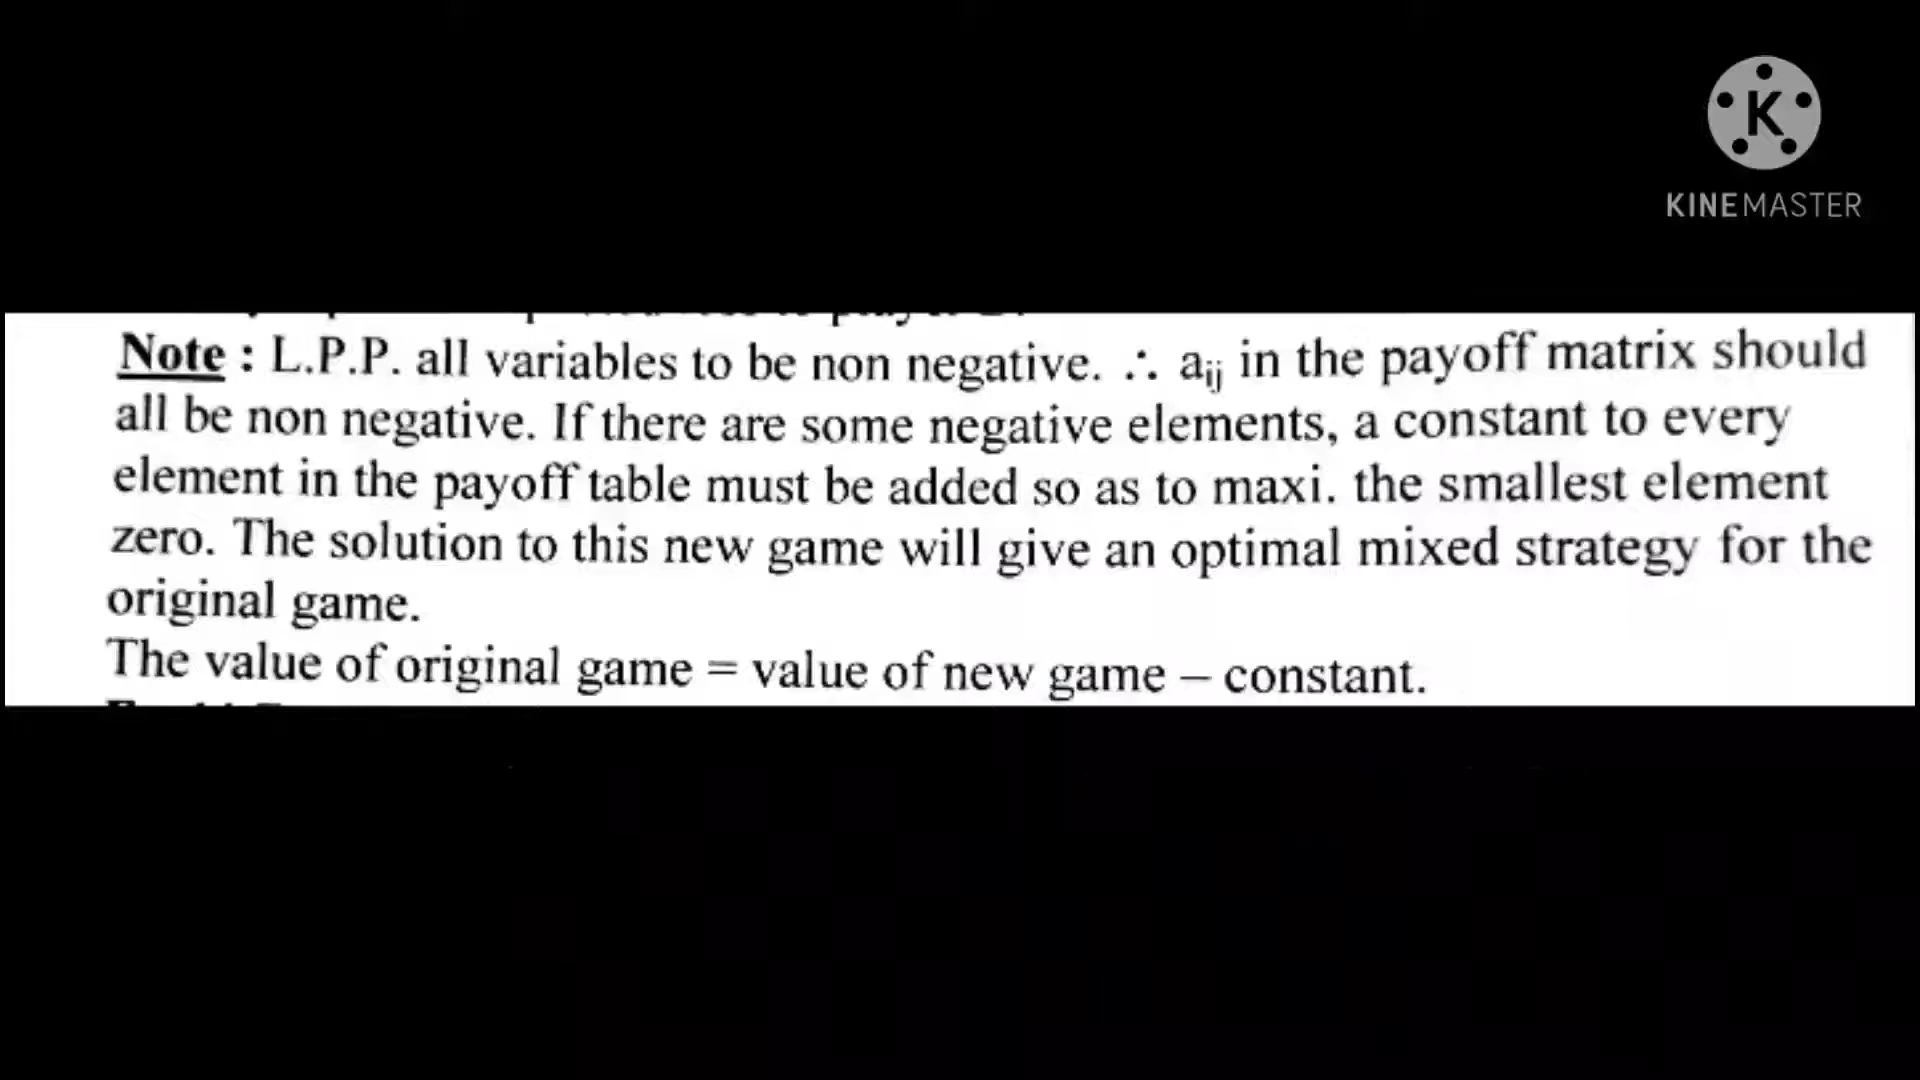 K
KINEMASTER
Note : L.P.P. all variables to be non negative. ∴ aij in the payoff matrix should
all be non negative. If there are some negative elements, a constant to every
element in the payoff table must be added so as to maxi. the smallest element
zero. The solution to this new game will give an optimal mixed strategy for the
original game.
The value of original game = value of new game – constant.